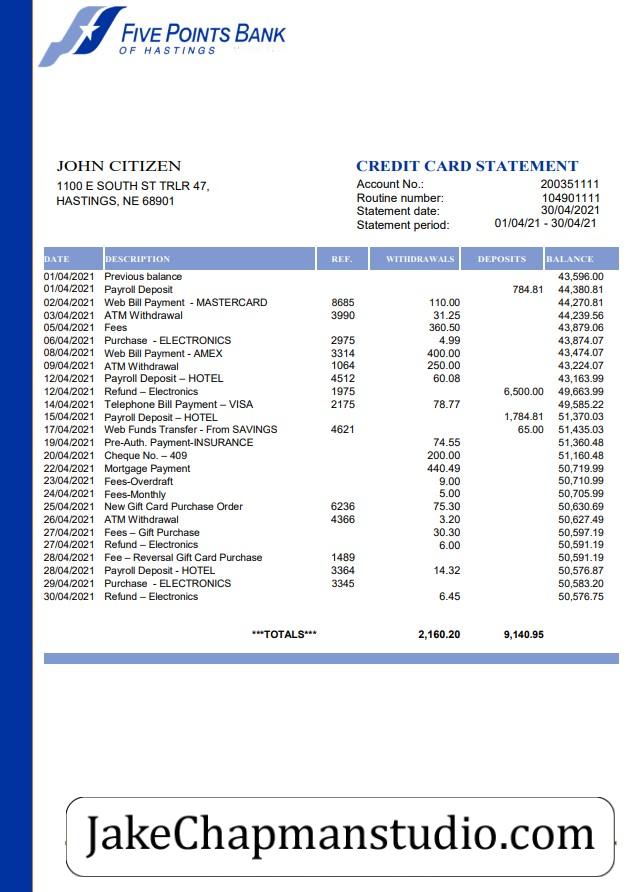 FIVE POINTS BANK
OF HASTINGS
JOHN CITIZEN
1100 E SOUTH ST TRLR 47,
HASTINGS, NE 68901
CREDIT CARD STATEMENT
Account No.: 200351111
Routine number: 104901111
Statement date: 30/04/2021
Statement period: 01/04/21 - 30/04/21
DATE DESCRIPTION REF. WITHDRAWALS DEPOSITS BALANCE
01/04/2021 Previous balance 43,596.00
01/04/2021 Payroll Deposit 784.81 44,380.81
02/04/2021 Web Bill Payment - MASTERCARD 8685 110.00 44,270.81
03/04/2021 ATM Withdrawal 3990 31.25 44,239.56
05/04/2021 Fees 360.50 43,879.06
06/04/2021 Purchase - ELECTRONICS 2975 4.99 43,874.07
08/04/2021 Web Bill Payment - AMEX 3314 400.00 43,474.07
09/04/2021 ATM Withdrawal 1064 250.00 43,224.07
12/04/2021 Payroll Deposit – HOTEL 4512 60.08 43,163.99
12/04/2021 Refund – Electronics 1975 6,500.00 49,663.99
14/04/2021 Telephone Bill Payment – VISA 2175 78.77 49,585.22
15/04/2021 Payroll Deposit – HOTEL 1,784.81 51,370.03
17/04/2021 Web Funds Transfer - From SAVINGS 4621 65.00 51,435.03
19/04/2021 Pre-Auth. Payment-INSURANCE 74.55 51,360.48
20/04/2021 Cheque No. – 409 200.00 51,160.48
22/04/2021 Mortgage Payment 440.49 50,719.99
23/04/2021 Fees-Overdraft 9.00 50,710.99
24/04/2021 Fees-Monthly 5.00 50,705.99
25/04/2021 New Gift Card Purchase Order 6236 75.30 50,630.69
26/04/2021 ATM Withdrawal 4366 3.20 50,627.49
27/04/2021 Fees – Gift Purchase 30.30 50,597.19
27/04/2021 Refund – Electronics 6.00 50,591.19
28/04/2021 Fee – Reversal Gift Card Purchase 1489 50,591.19
28/04/2021 Payroll Deposit - HOTEL 3364 14.32 50,576.87
29/04/2021 Purchase - ELECTRONICS 3345 50,583.20
30/04/2021 Refund – Electronics 6.45 50,576.75
***TOTALS*** 2,160.20 9,140.95
JakeChapmanstudio.com